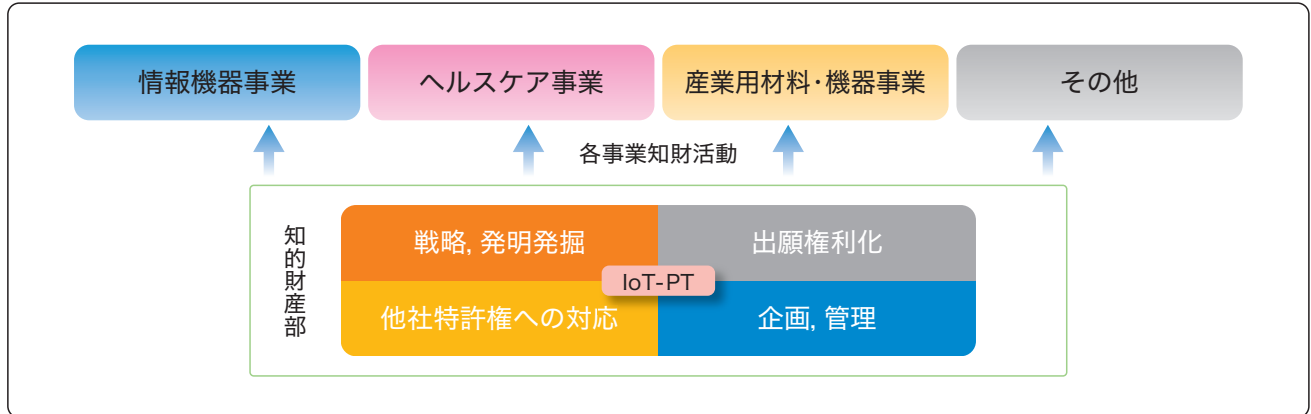 情報機器事業
ヘルスケア事業
産業用材料・機器事業
その他
各事業知財活動
知的財産部
戦略, 発明発掘
出願権利化
IoT-PT
他社特許権への対応
企画, 管理